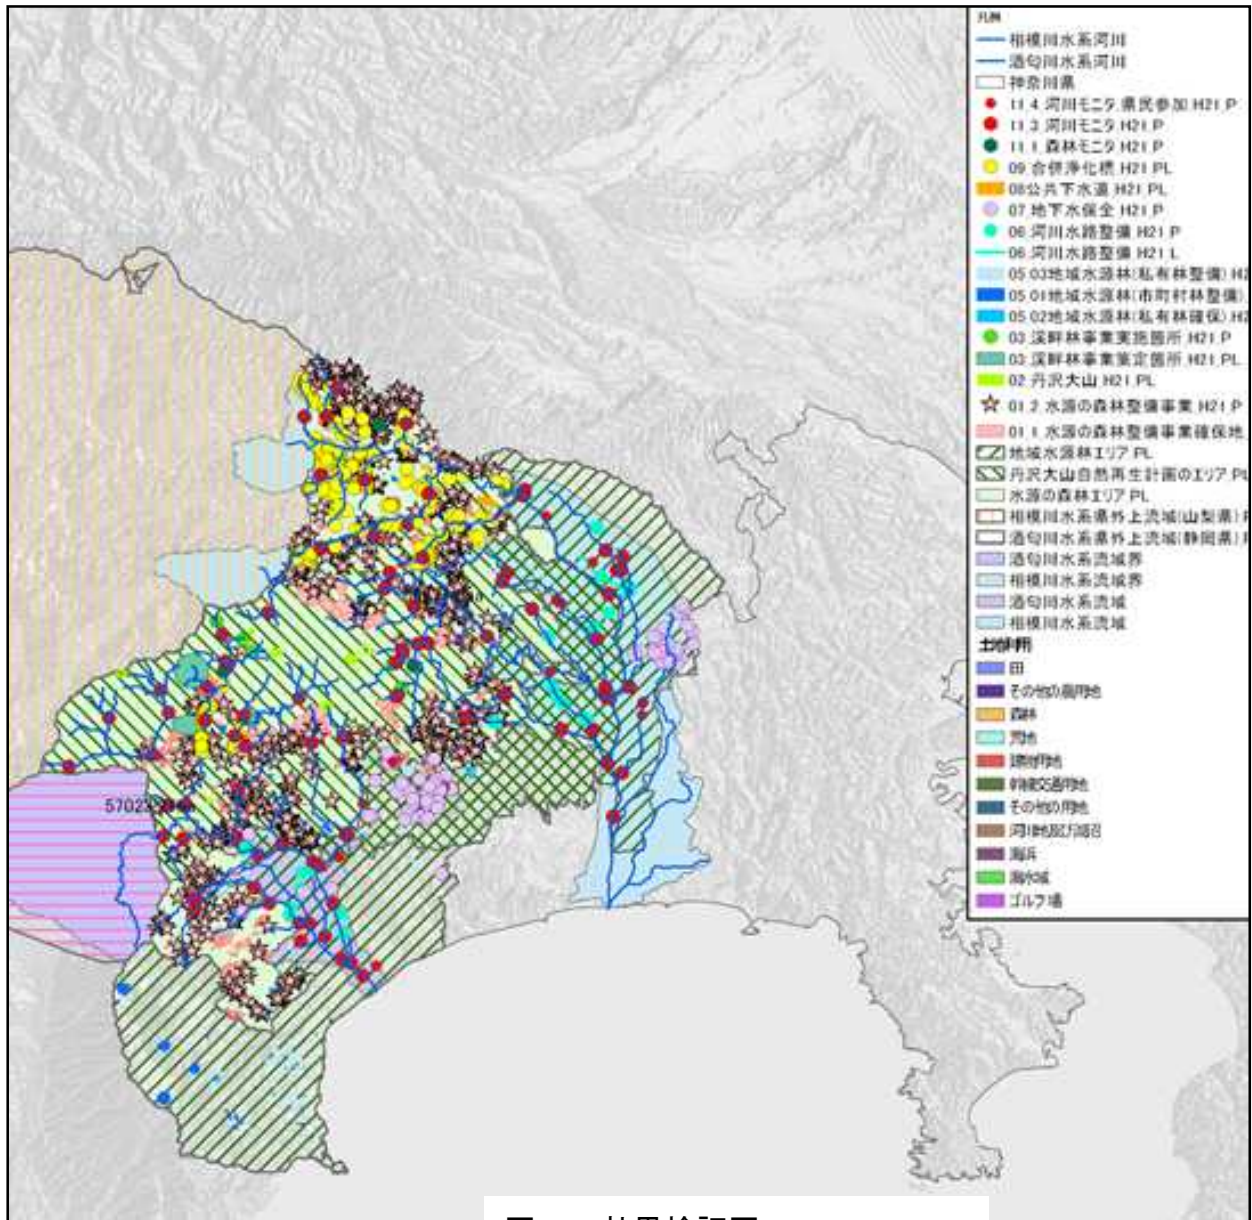 凡例
相模川水系河川
酒匂川水系河川
神奈川県
11.4.河川モニタ.県民参加.H21.P
11.3.河川モニタ.H21.P
11.1.森林モニタ.H21.P
09.合併浄化槽.H21.PL
08公共下水道.H21.PL
07.地下水保全.H21.P
06.河川水路整備.H21.P
06.河川水路整備.H21.L
05.03地域水源林(私有林整備).H2
05.01地域水源林(市町村林整備).
05.02地域水源林(私有林確保).H2
03.渓畔林事業実施箇所.H21.P
03.渓畔林事業策定箇所.H21.PL
02.丹沢大山.H21.PL
01.2.水源の森林整備事業.H21.P
01.1.水源の森林整備事業確保地
地域水源林エリア.PL
丹沢大山自然再生計画のエリア.PL
水源の森林エリア.PL
相模川水系県外上流域(山梨県)
酒匂川水系県外上流域(静岡県)
酒匂川水系流域界
相模川水系流域界
酒匂川水系流域
相模川水系流域
土地利用
田
その他の農用地
森林
荒地
建物用地
幹線交通用地
その他の用地
河川地及び湖沼
海浜
海水域
ゴルフ場